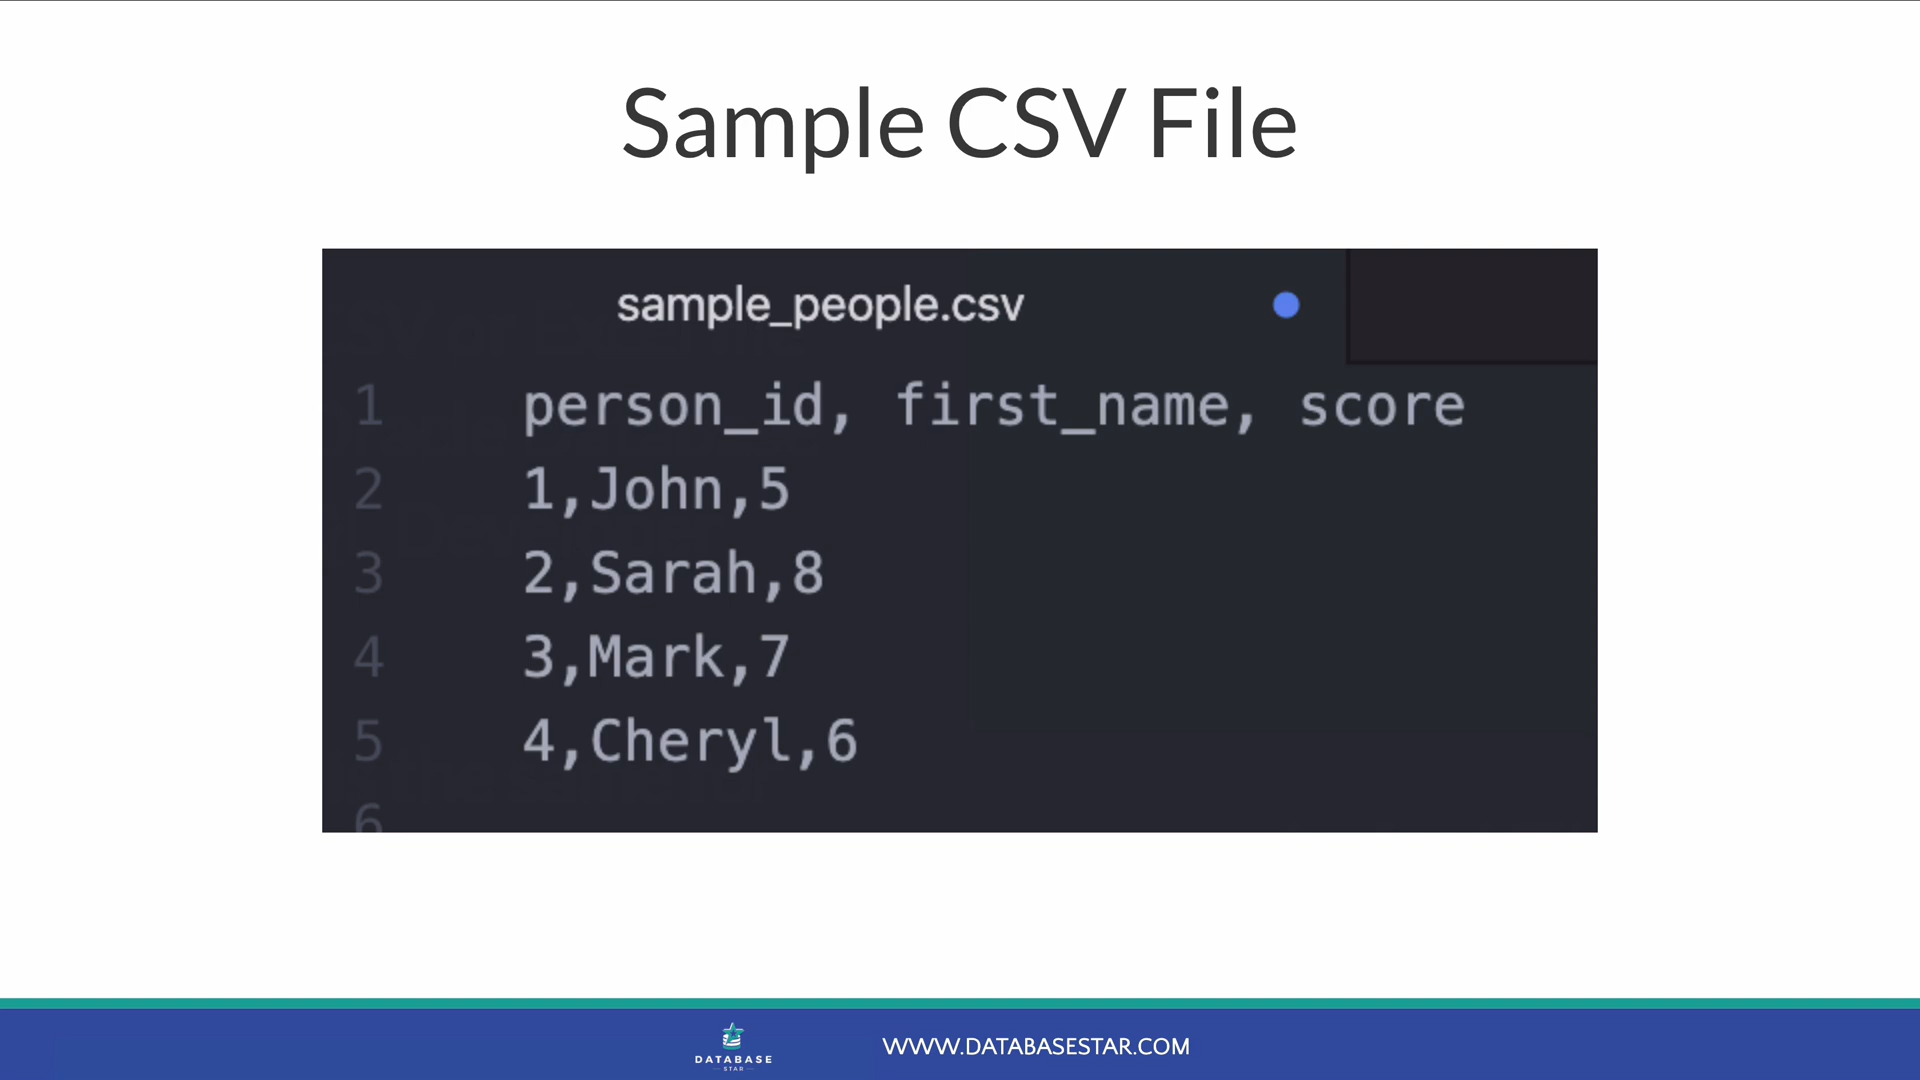 Sample CSV File
sample_people.csv
1 person_id, first_name, score
2 1,John,5
3 2,Sarah,8
4 3,Mark,7
5 4,Cheryl,6
6
DATABASE
STAR
WWW.DATABASESTAR.COM